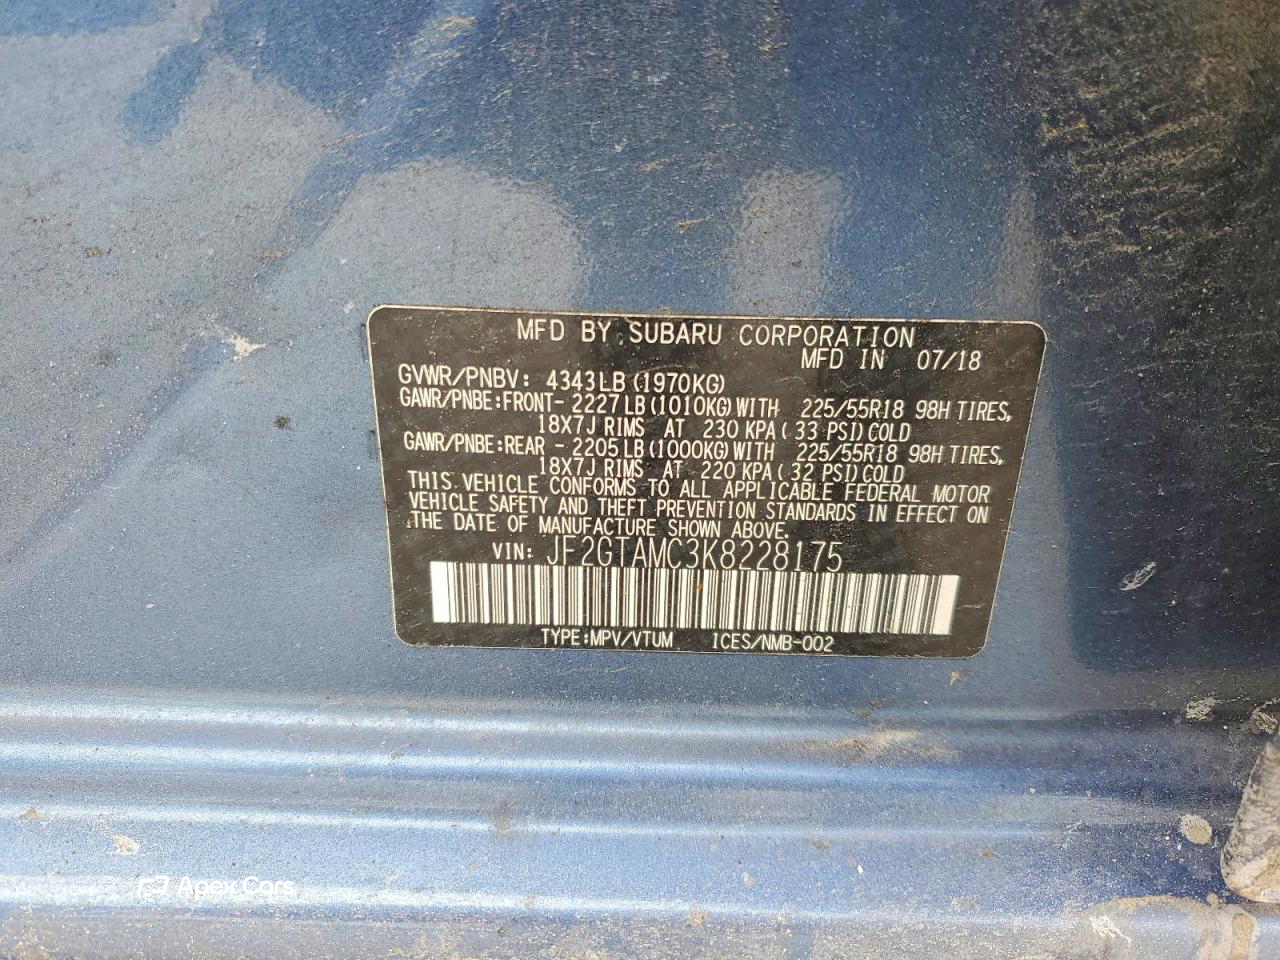 MFD BY SUBARU CORPORATION
MFD IN 07/18
GVWR/PNBV: 4343LB (1970KG)
GAWR/PNBE:FRONT- 2227LB(1010KG)WITH 225/55R18 98H TIRES,
18X7J RIMS AT 230 KPA( 33 PSI)COLD
GAWR/PNBE:REAR - 2205LB(1000KG)WITH 225/55R18 98H TIRES,
18X7J RIMS AT 220 KPA( 32 PSI)COLD
THIS VEHICLE CONFORMS TO ALL APPLICABLE FEDERAL MOTOR
VEHICLE SAFETY AND THEFT PREVENTION STANDARDS IN EFFECT ON
THE DATE OF MANUFACTURE SHOWN ABOVE.
VIN: JF2GTAMC3K8228175
TYPE:MPV/VTUM ICES/NMB-002
Apex Cars